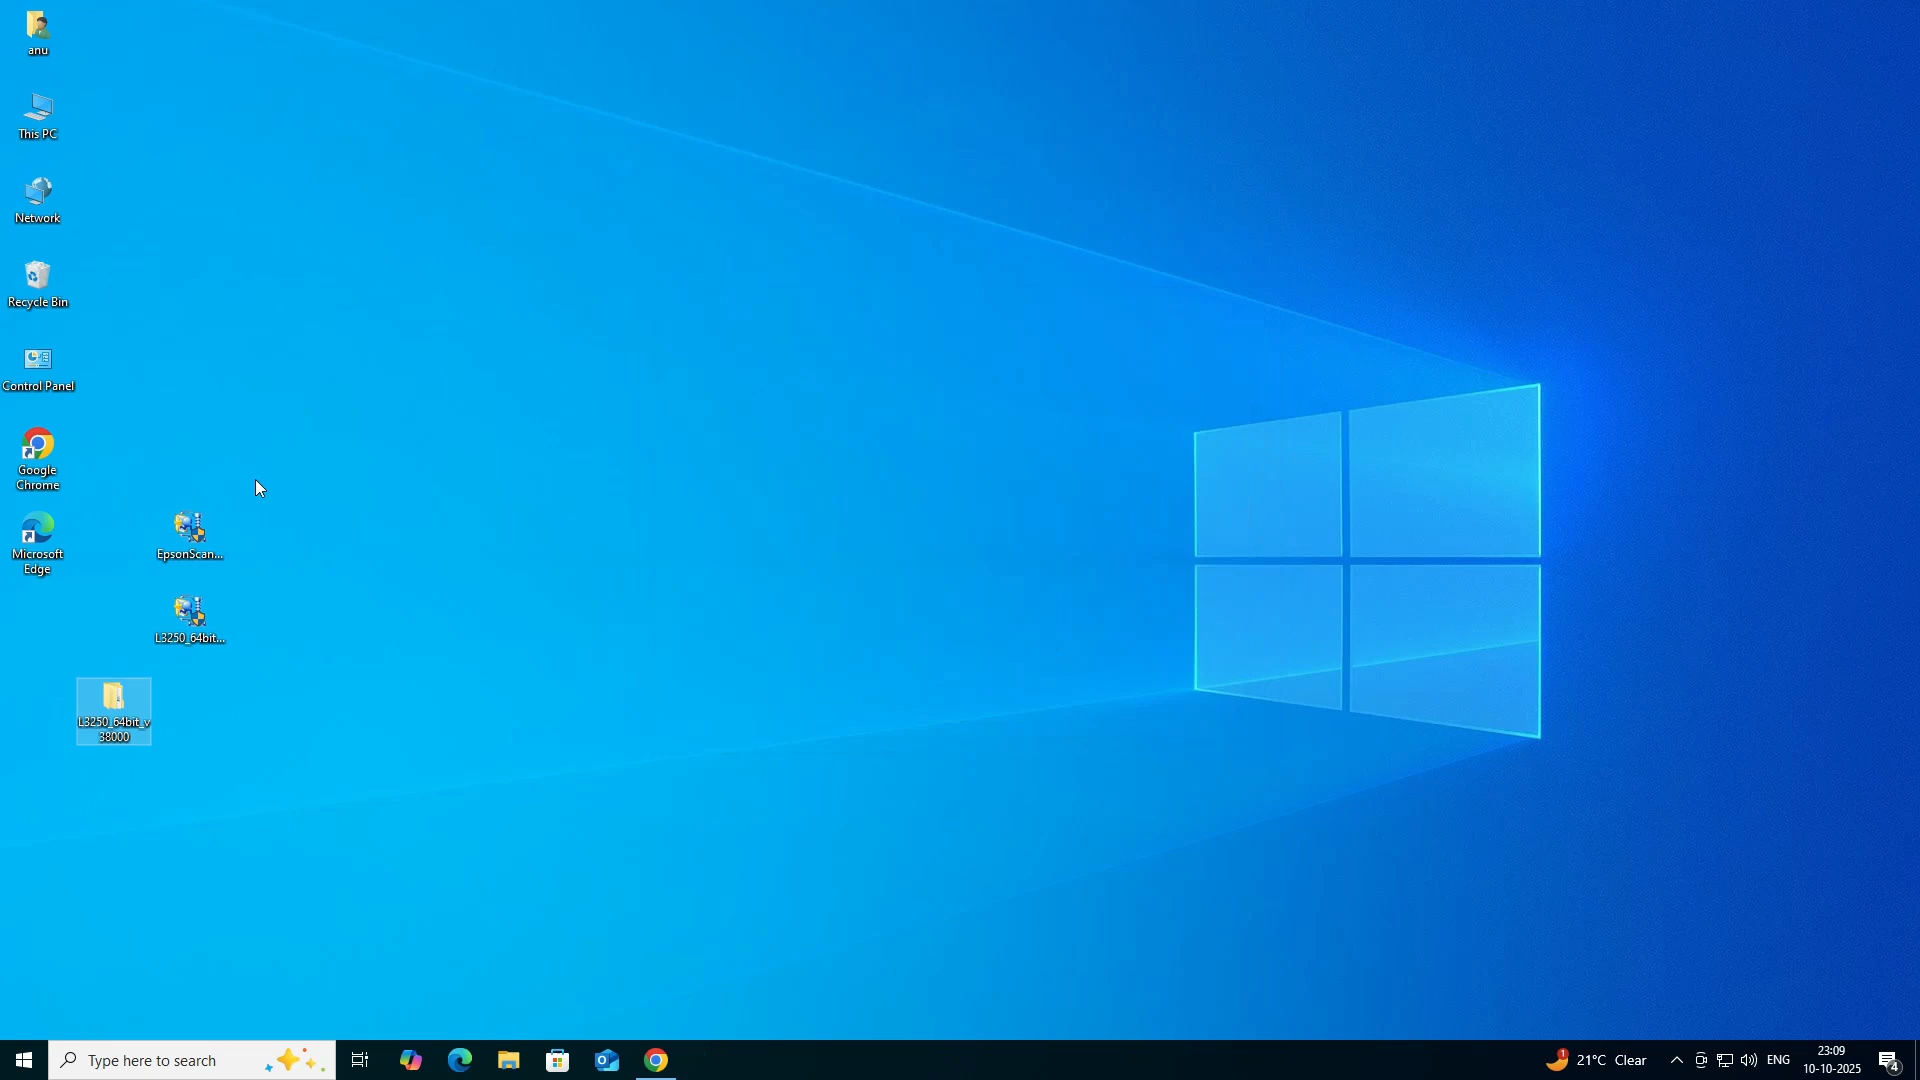 anu
This PC
Network
Recycle Bin
Control Panel
Google
Chrome
Microsoft
Edge
EpsonScan...
L3250_64bit...
L3250_64bit_v
38000
Type here to search
1
21°C Clear
ENG
23:09
10-10-2025
4